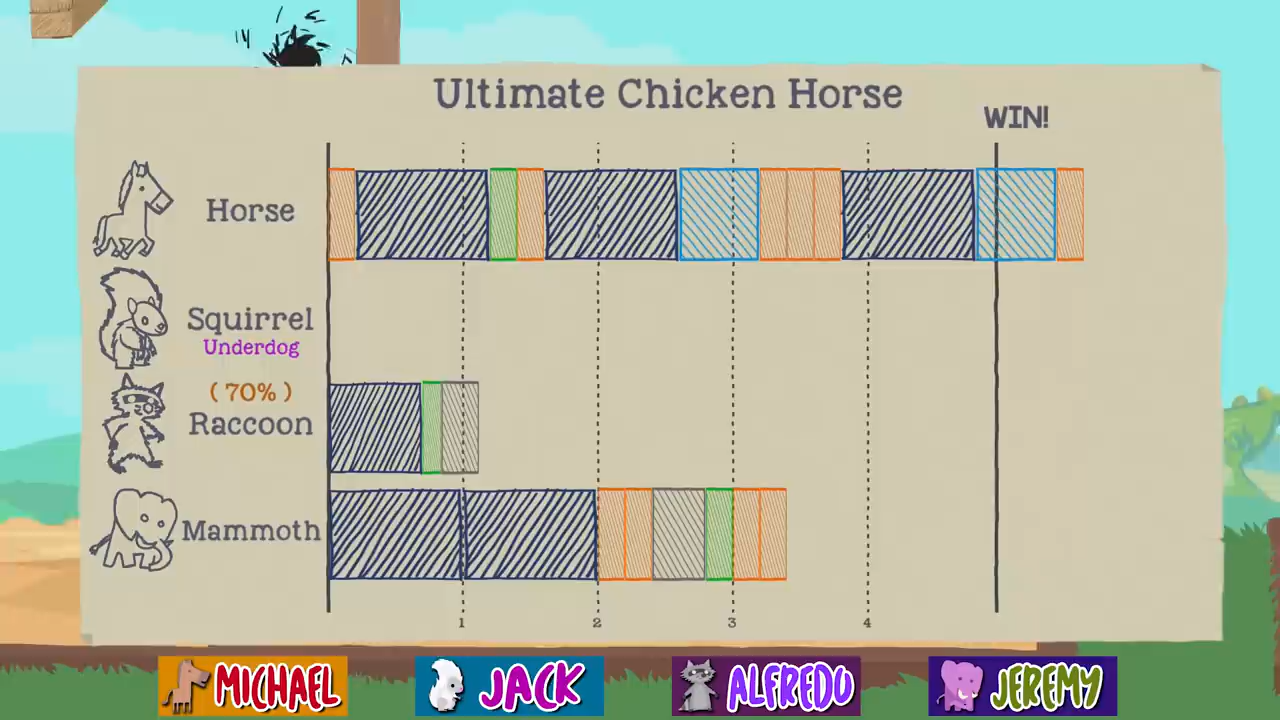 Ultimate Chicken Horse
WIN!
Horse
Squirrel
Underdog
( 70% )
Raccoon
Mammoth
1 2 3 4
MICHAEL JACK ALFREDO JEREMY